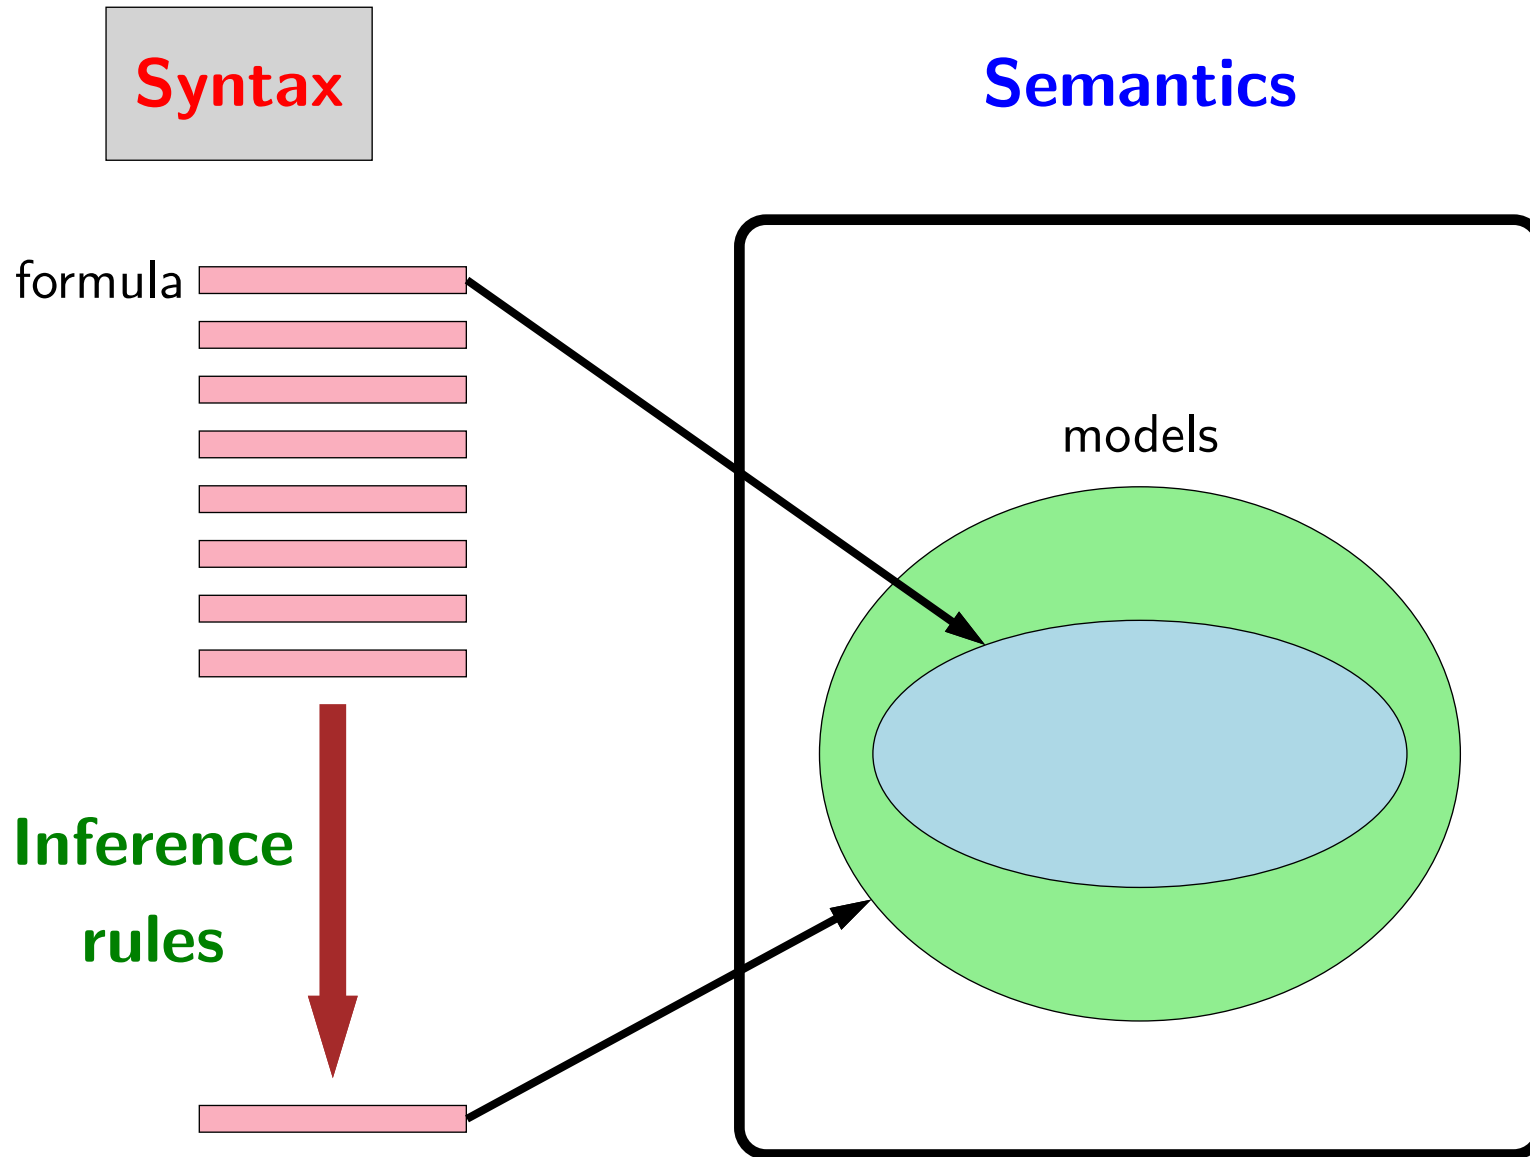 Syntax
Semantics
formula
models
Inference
rules